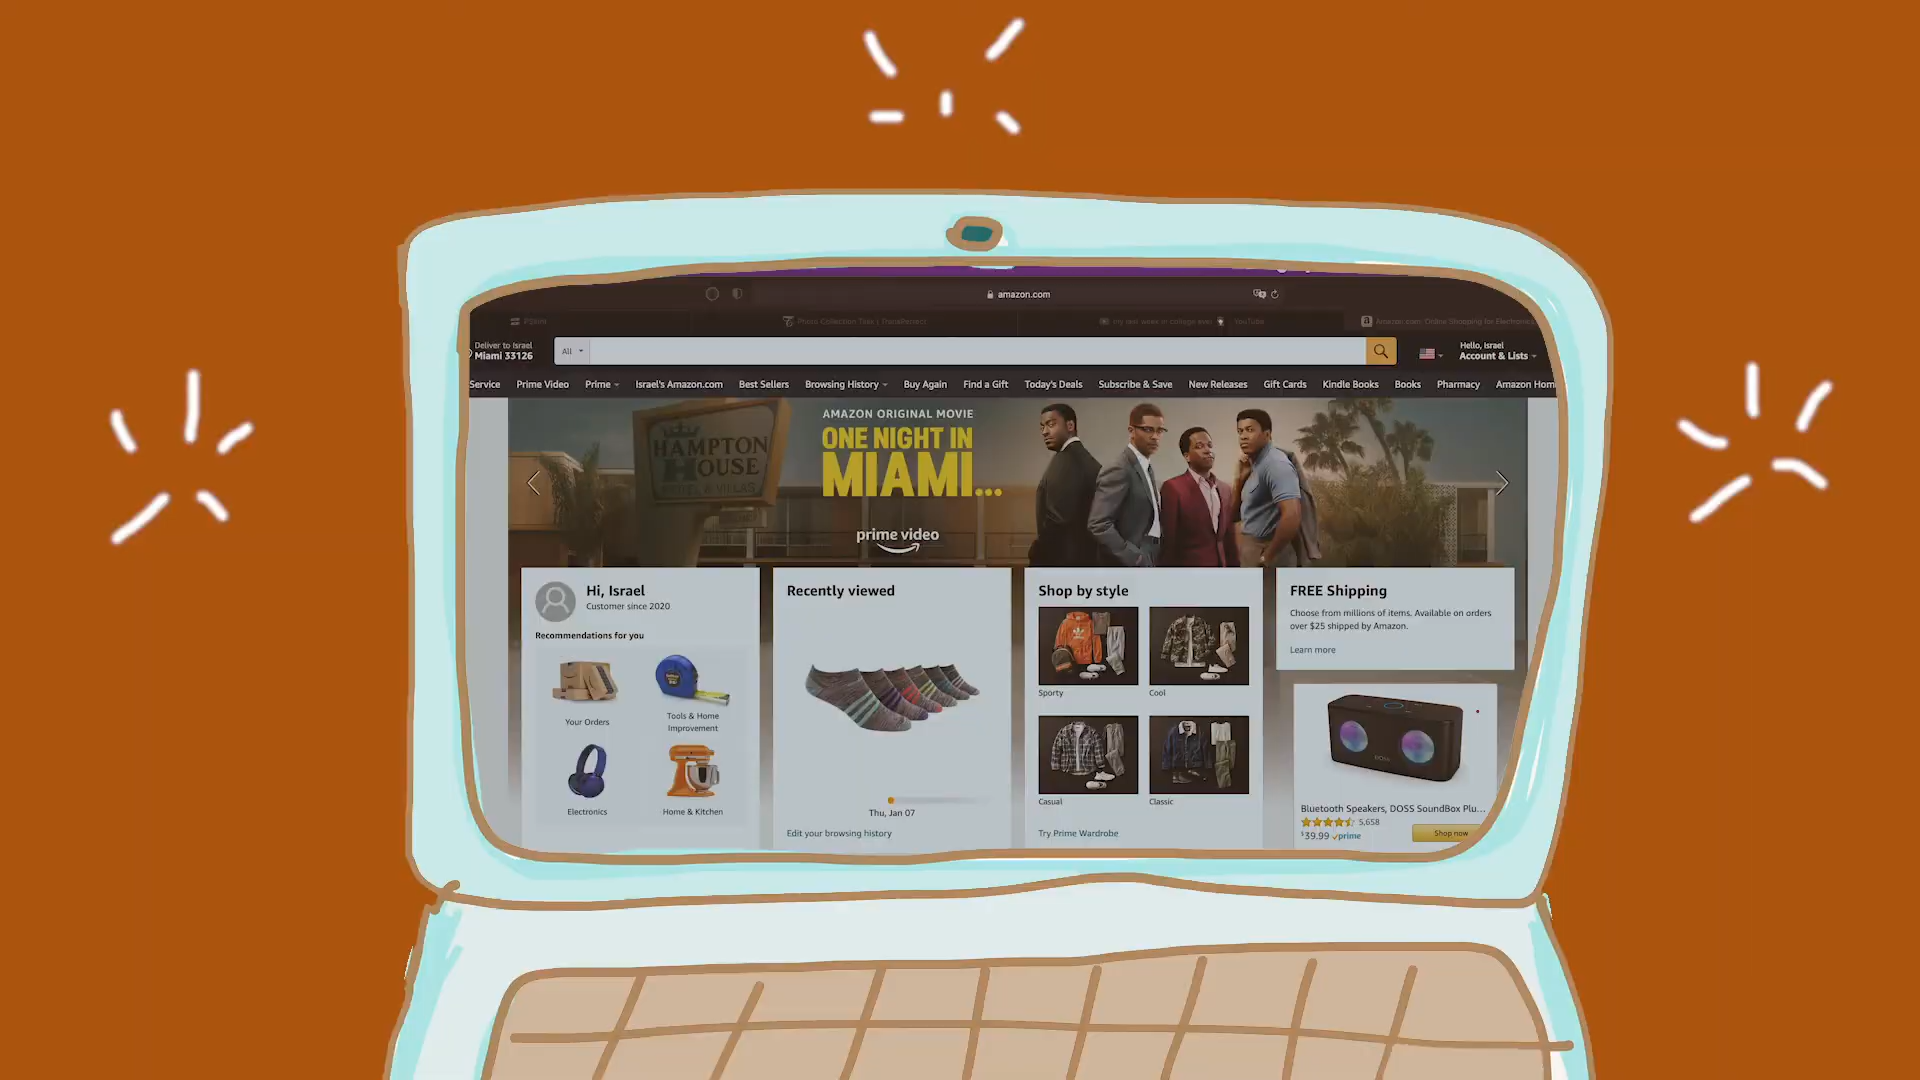 amazon.com
YouTube
Deliver to Israel
Miami 33126
All
Hello, Israel
Account & Lists
Service Prime Video Prime Israel's Amazon.com Best Sellers Browsing History Buy Again Find a Gift Today's Deals Subscribe & Save New Releases Gift Cards Kindle Books Books Pharmacy Amazon Hom
HAMPTON
HOUSE
AMAZON ORIGINAL MOVIE
ONE NIGHT IN
MIAMI...
prime video
Hi, Israel
Customer since 2020
Recommendations for you
Your Orders
Tools & Home
Improvement
Electronics
Home & Kitchen
Recently viewed
Thu, Jan 07
Edit your browsing history
Shop by style
Sporty
Cool
Casual
Classic
Try Prime Wardrobe
FREE Shipping
Choose from millions of items. Available on orders
over $25 shipped by Amazon.
Learn more
DOSS
Bluetooth Speakers, DOSS SoundBox Plu...
5,658
$39.99 prime
Shop now